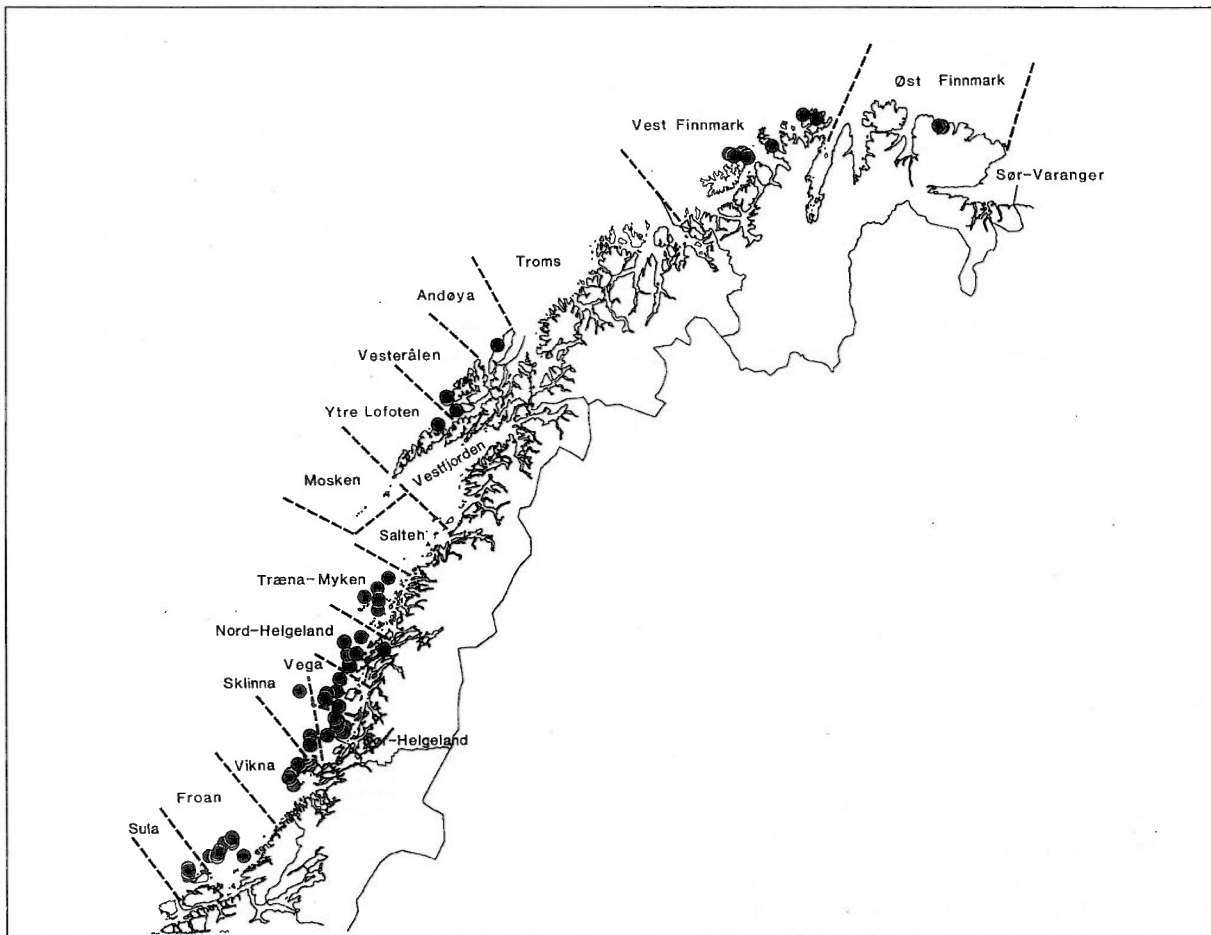 Øst Finnmark
Vest Finnmark
Sør-Varanger
Troms
Andøya
Vesterålen
Ytre Lofoten
Vestfjorden
Mosken
Salten
Træna-Myken
Nord-Helgeland
Vega
Sklinna
-Helgeland
Vikna
Froan
Sula